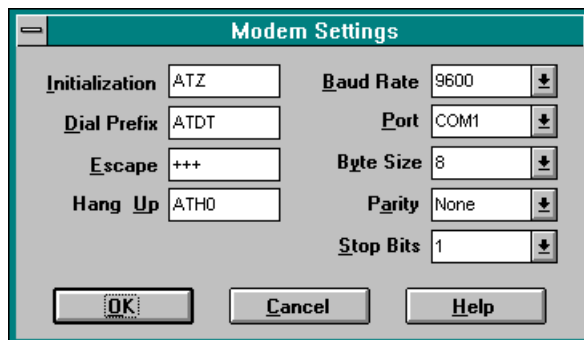 Modem Settings
Initialization ATZ Baud Rate 9600
Dial Prefix ATDT Port COM1
Escape +++ Byte Size 8
Hang Up ATH0 Parity None
Stop Bits 1
OK Cancel Help